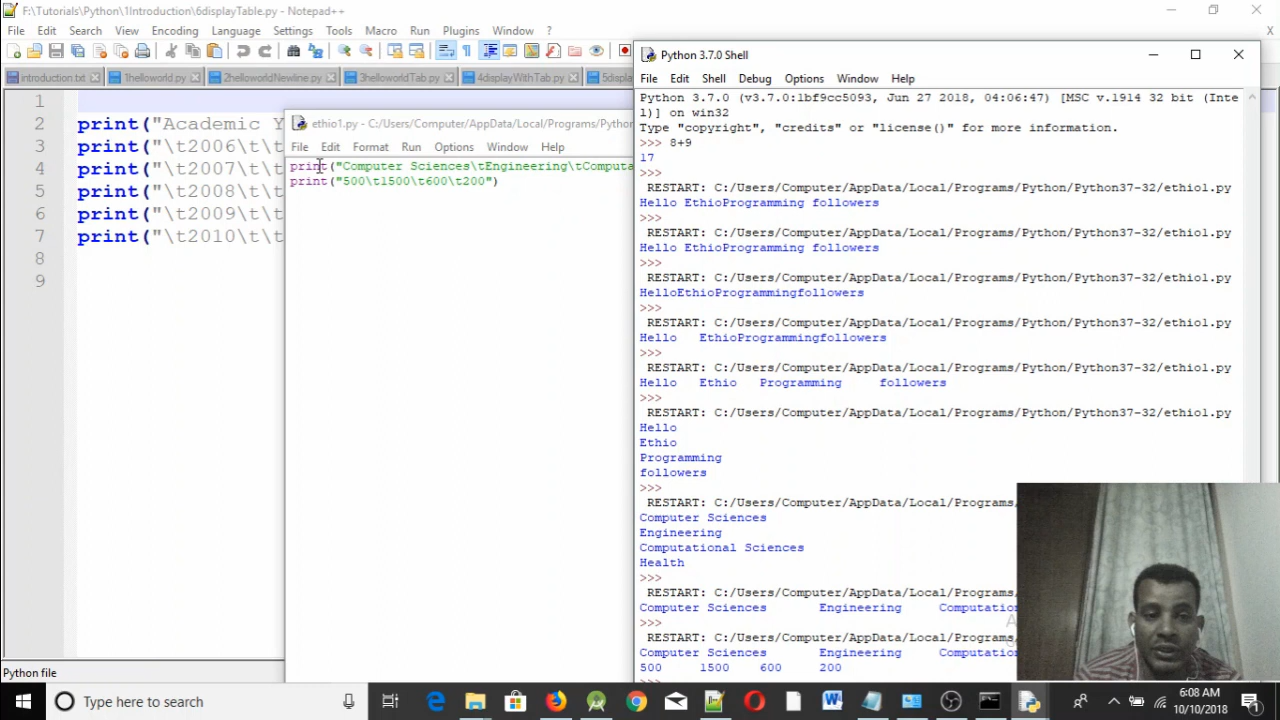 F:\Tutorials\Python\1Introduction\6displayTable.py - Notepad++
File Edit Search View Encoding Language Settings Tools Macro Run Plugins Window ?
X
introduction.txt 1helloworld.py 2helloworldNewline.py 3helloworldTab.py 4displayWithTab.py 5displa
1
2 print("Academic Y
3 print("\t2006\t\t
4 print("\t2007\t\t
5 print("\t2008\t\t
6 print("\t2009\t\t
7 print("\t2010\t\t
8
9
Python file
ethio1.py - C:/Users/Computer/AppData/Local/Programs/Python
File Edit Format Run Options Window Help
print("Computer Sciences\tEngineering\tComputa
print("500\t1500\t600\t200")
Python 3.7.0 Shell
File Edit Shell Debug Options Window Help
Python 3.7.0 (v3.7.0:1bf9cc5093, Jun 27 2018, 04:06:47) [MSC v.1914 32 bit (Inte
l)] on win32
Type "copyright", "credits" or "license()" for more information.
>>> 8+9
17
>>>
RESTART: C:/Users/Computer/AppData/Local/Programs/Python/Python37-32/ethio1.py
Hello EthioProgramming followers
>>>
RESTART: C:/Users/Computer/AppData/Local/Programs/Python/Python37-32/ethio1.py
Hello EthioProgramming followers
>>>
RESTART: C:/Users/Computer/AppData/Local/Programs/Python/Python37-32/ethio1.py
HelloEthioProgrammingfollowers
>>>
RESTART: C:/Users/Computer/AppData/Local/Programs/Python/Python37-32/ethio1.py
Hello EthioProgrammingfollowers
>>>
RESTART: C:/Users/Computer/AppData/Local/Programs/Python/Python37-32/ethio1.py
Hello Ethio Programming followers
>>>
RESTART: C:/Users/Computer/AppData/Local/Programs/Python/Python37-32/ethio1.py
Hello
Ethio
Programming
followers
>>>
RESTART: C:/Users/Computer/AppData/Local/Programs/
Computer Sciences
Engineering
Computational Sciences
Health
>>>
RESTART: C:/Users/Computer/AppData/Local/Programs/
Computer Sciences Engineering Computation
>>>
RESTART: C:/Users/Computer/AppData/Local/Programs/
Computer Sciences Engineering Computation
500 1500 600 200
Type here to search
6:08 AM
10/10/2018